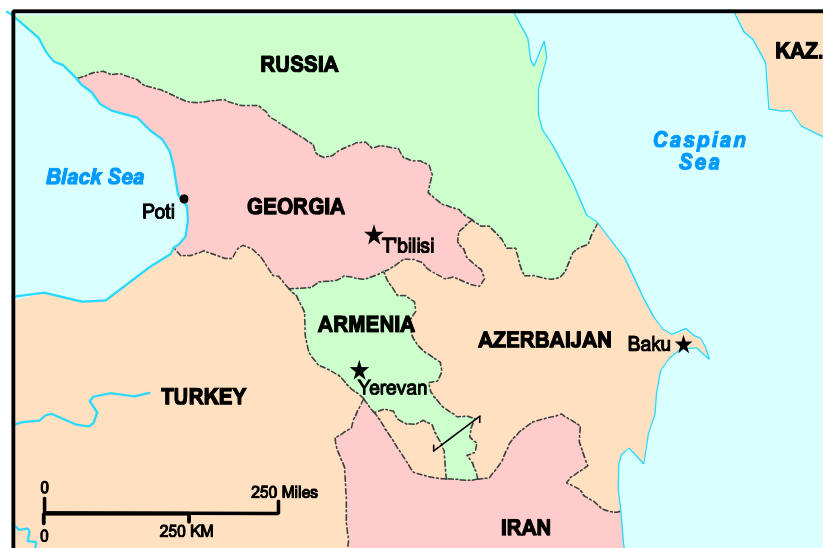 KAZ.
RUSSIA
Caspian
Sea
Black Sea
Poti
GEORGIA
T'bilisi
ARMENIA
AZERBAIJAN
Baku
Yerevan
TURKEY
0
250 Miles
0
250 KM
IRAN